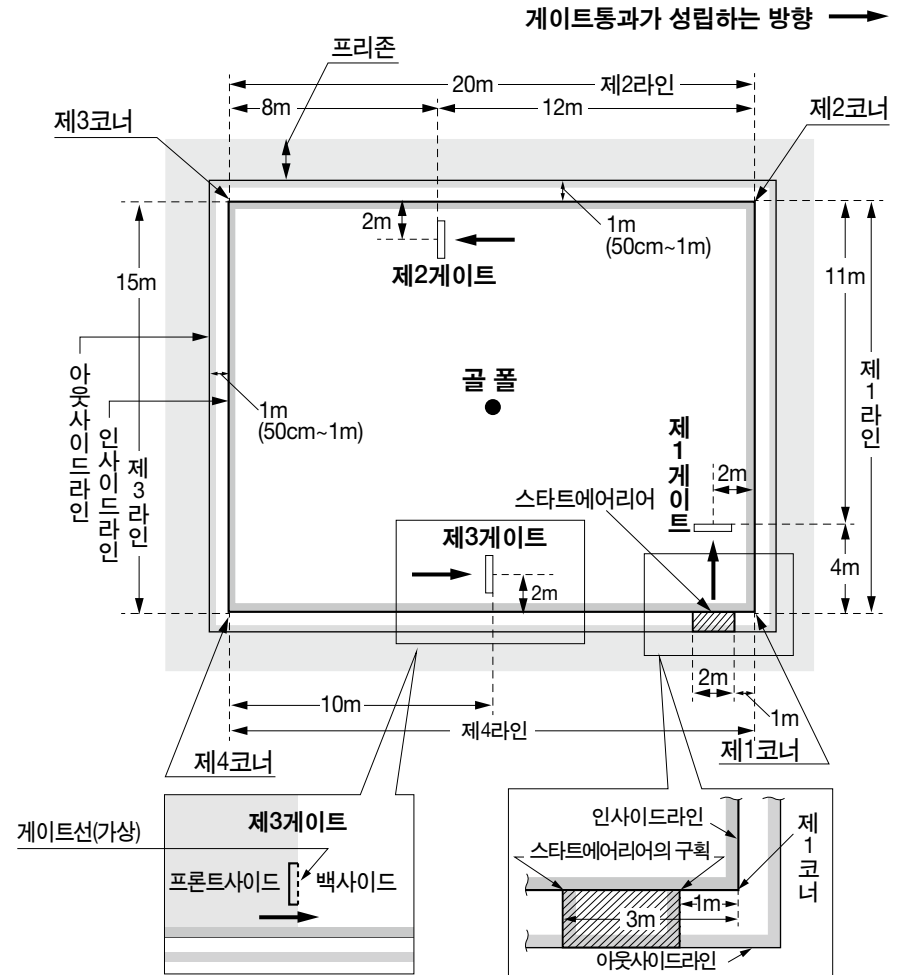 게이트통과가 성립하는 방향
프리존
20m 제2라인
8m 12m
제3코너 제2코너
2m
1m
(50cm~1m)
제2게이트
15m
11m
골 폴
제1라인
아웃사이드라인
인사이드라인
제3라인
1m
(50cm~1m)
제1게이트
2m
스타트에어리어
제3게이트
2m
4m
10m
2m
1m
제4라인
제4코너
제1코너
게이트선(가상)
제3게이트
프론트사이드 백사이드
인사이드라인
제1코너
스타트에어리어의 구획
1m
3m
아웃사이드라인